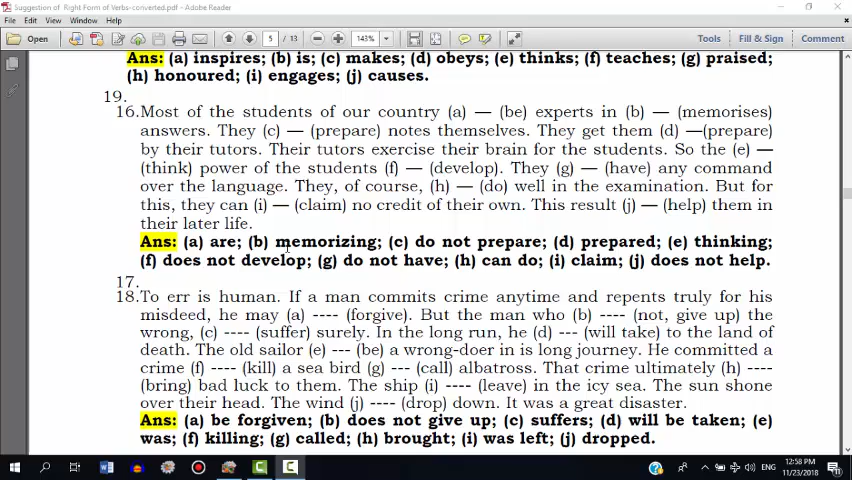 Suggestion of Right Form of Verbs-converted.pdf - Adobe Reader
File Edit View Window Help
Open 5 / 13 143% Tools Fill & Sign Comment
Ans: (a) inspires; (b) is; (c) makes; (d) obeys; (e) thinks; (f) teaches; (g) praised;
(h) honoured; (i) engages; (j) causes.
19.
16.Most of the students of our country (a) — (be) experts in (b) — (memorises)
answers. They (c) — (prepare) notes themselves. They get them (d) —(prepare)
by their tutors. Their tutors exercise their brain for the students. So the (e) —
(think) power of the students (f) — (develop). They (g) — (have) any command
over the language. They, of course, (h) — (do) well in the examination. But for
this, they can (i) — (claim) no credit of their own. This result (j) — (help) them in
their later life.
Ans: (a) are; (b) memorizing; (c) do not prepare; (d) prepared; (e) thinking;
(f) does not develop; (g) do not have; (h) can do; (i) claim; (j) does not help.
17.
18.To err is human. If a man commits crime anytime and repents truly for his
misdeed, he may (a) ---- (forgive). But the man who (b) ---- (not, give up) the
wrong, (c) ---- (suffer) surely. In the long run, he (d) --- (will take) to the land of
death. The old sailor (e) --- (be) a wrong-doer in is long journey. He committed a
crime (f) ---- (kill) a sea bird (g) --- (call) albatross. That crime ultimately (h) ----
(bring) bad luck to them. The ship (i) ---- (leave) in the icy sea. The sun shone
over their head. The wind (j) ---- (drop) down. It was a great disaster.
Ans: (a) be forgiven; (b) does not give up; (c) suffers; (d) will be taken; (e)
was; (f) killing; (g) called; (h) brought; (i) was left; (j) dropped.
ENG 12:58 PM
11/23/2018